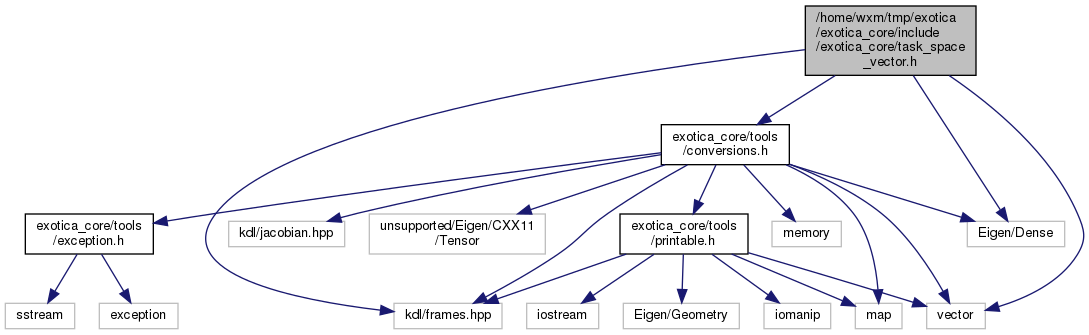 /home/wxm/tmp/exotica
/exotica_core/include
/exotica_core/task_space
_vector.h
exotica_core/tools
/conversions.h
exotica_core/tools
/exception.h
kdl/jacobian.hpp
unsupported/Eigen/CXX11
/Tensor
exotica_core/tools
/printable.h
memory
Eigen/Dense
sstream
exception
kdl/frames.hpp
iostream
Eigen/Geometry
iomanip
map
vector